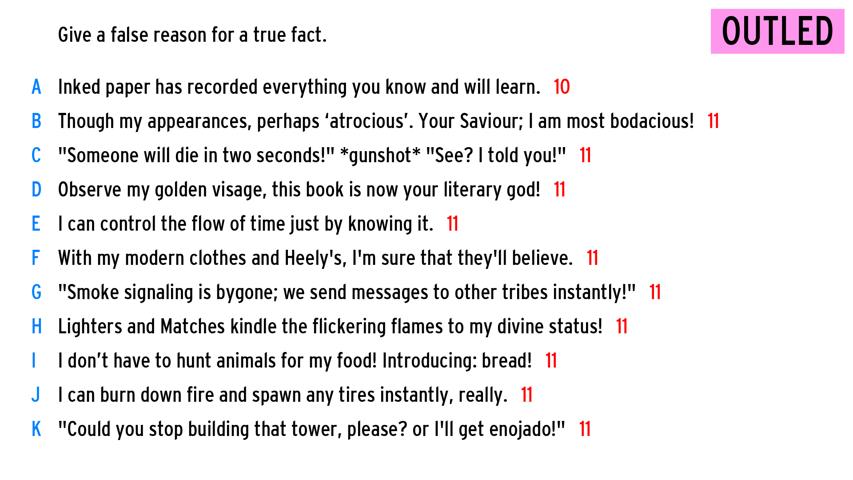 Give a false reason for a true fact.
OUTLED
A Inked paper has recorded everything you know and will learn. 10
B Though my appearances, perhaps ‘atrocious’. Your Saviour; I am most bodacious! 11
C "Someone will die in two seconds!" *gunshot* "See? I told you!" 11
D Observe my golden visage, this book is now your literary god! 11
E I can control the flow of time just by knowing it. 11
F With my modern clothes and Heely's, I'm sure that they'll believe. 11
G "Smoke signaling is bygone; we send messages to other tribes instantly!" 11
H Lighters and Matches kindle the flickering flames to my divine status! 11
I I don’t have to hunt animals for my food! Introducing: bread! 11
J I can burn down fire and spawn any tires instantly, really. 11
K "Could you stop building that tower, please? or I'll get enojado!" 11